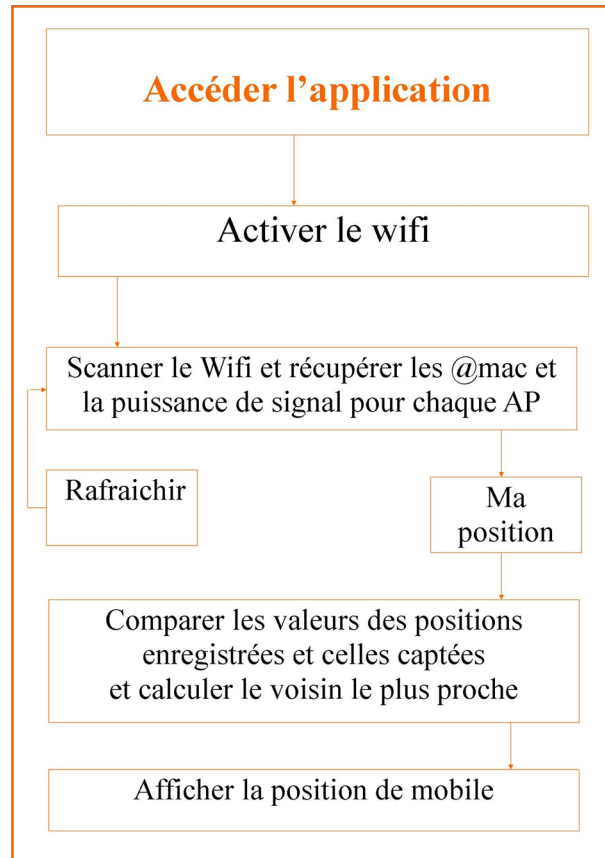 Accéder l’application
Activer le wifi
Scanner le Wifi et récupérer les @mac et
la puissance de signal pour chaque AP
Rafraichir
Ma
position
Comparer les valeurs des positions
enregistrées et celles captées
et calculer le voisin le plus proche
Afficher la position de mobile